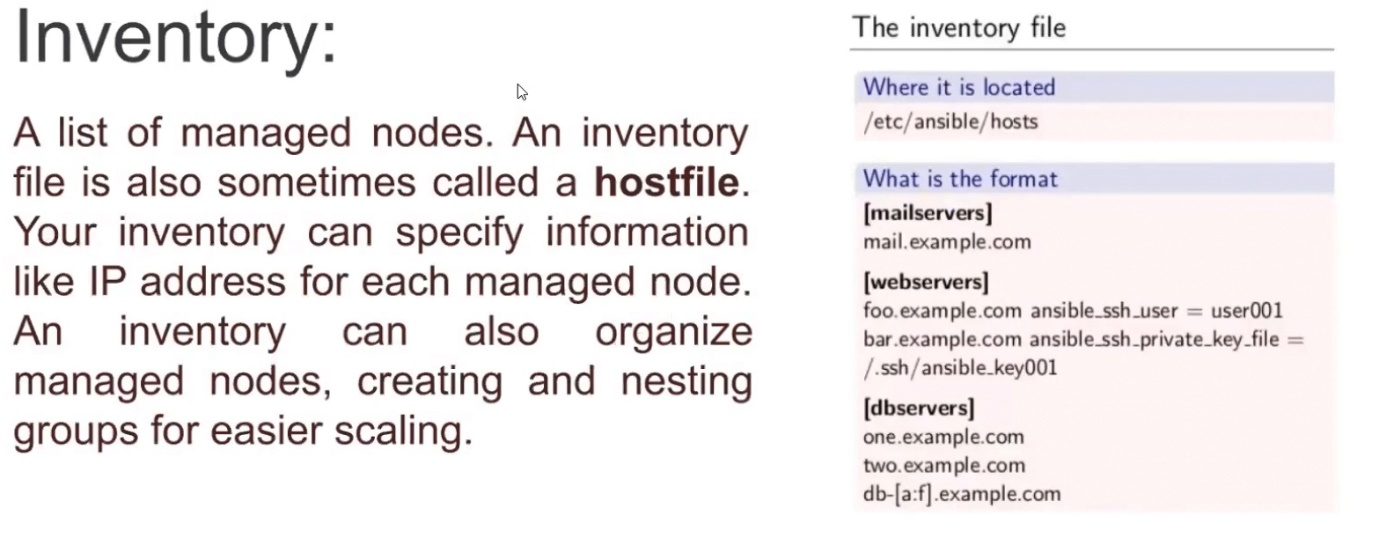 Inventory:
A list of managed nodes. An inventory
file is also sometimes called a hostfile.
Your inventory can specify information
like IP address for each managed node.
An inventory can also organize
managed nodes, creating and nesting
groups for easier scaling.
The inventory file
Where it is located
/etc/ansible/hosts
What is the format
[mailservers]
mail.example.com
[webservers]
foo.example.com ansible_ssh_user = user001
bar.example.com ansible_ssh_private_key_file =
/.ssh/ansible_key001
[dbservers]
one.example.com
two.example.com
db-[a:f].example.com